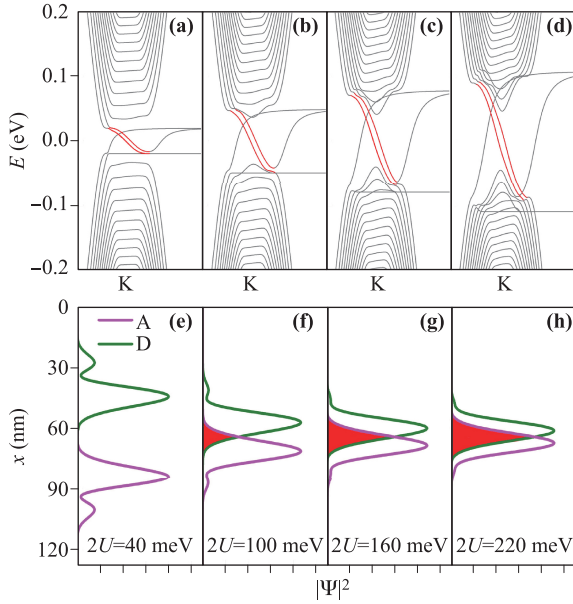 (a) (b) (c) (d)
0.2
0.1
0.0
−0.1
−0.2
E (eV)
K K K K
(e) (f) (g) (h)
A
D
0
30
60
90
120
x (nm)
2U=40 meV 2U=100 meV 2U=160 meV 2U=220 meV
|Ψ|²